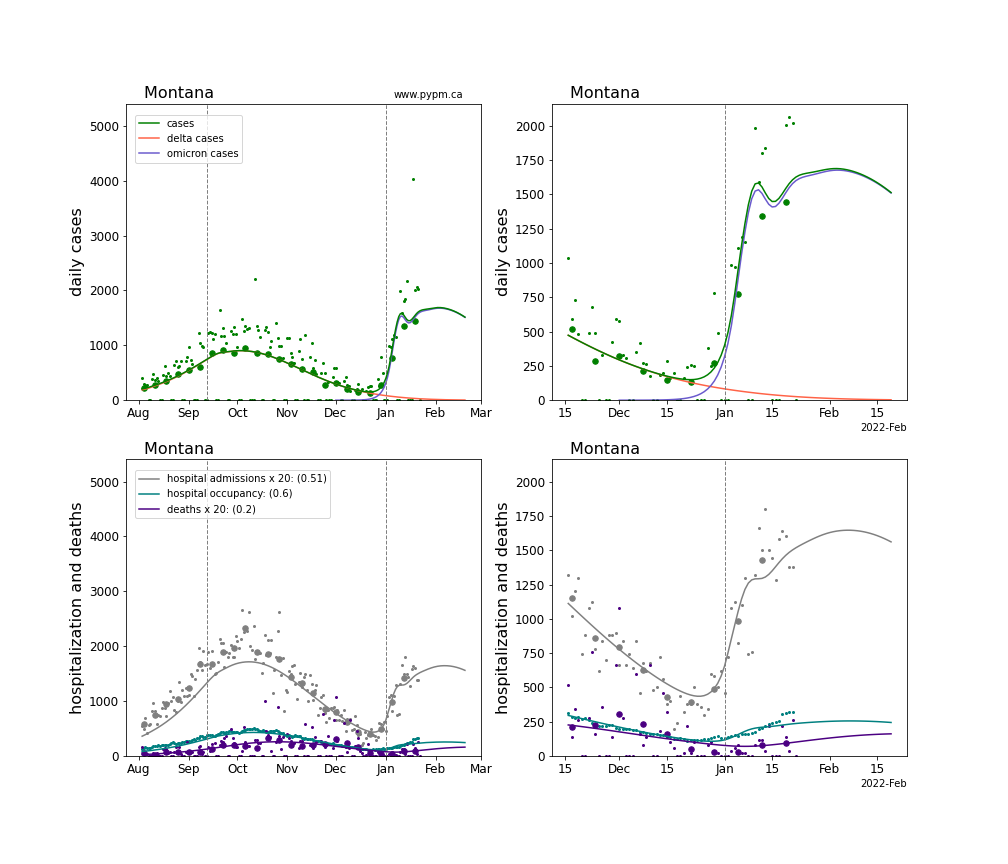 Montana
www.pypm.ca
5000
4000
3000
2000
1000
0
Aug Sep Oct Nov Dec Jan Feb Mar
daily cases
cases
delta cases
omicron cases
Montana
2000
1750
1500
1250
1000
750
500
250
0
15 Dec 15 Jan 15 Feb 15
2022-Feb
daily cases
Montana
5000
4000
3000
2000
1000
0
Aug Sep Oct Nov Dec Jan Feb Mar
hospitalization and deaths
hospital admissions x 20: (0.51)
hospital occupancy: (0.6)
deaths x 20: (0.2)
Montana
2000
1750
1500
1250
1000
750
500
250
0
15 Dec 15 Jan 15 Feb 15
2022-Feb
hospitalization and deaths